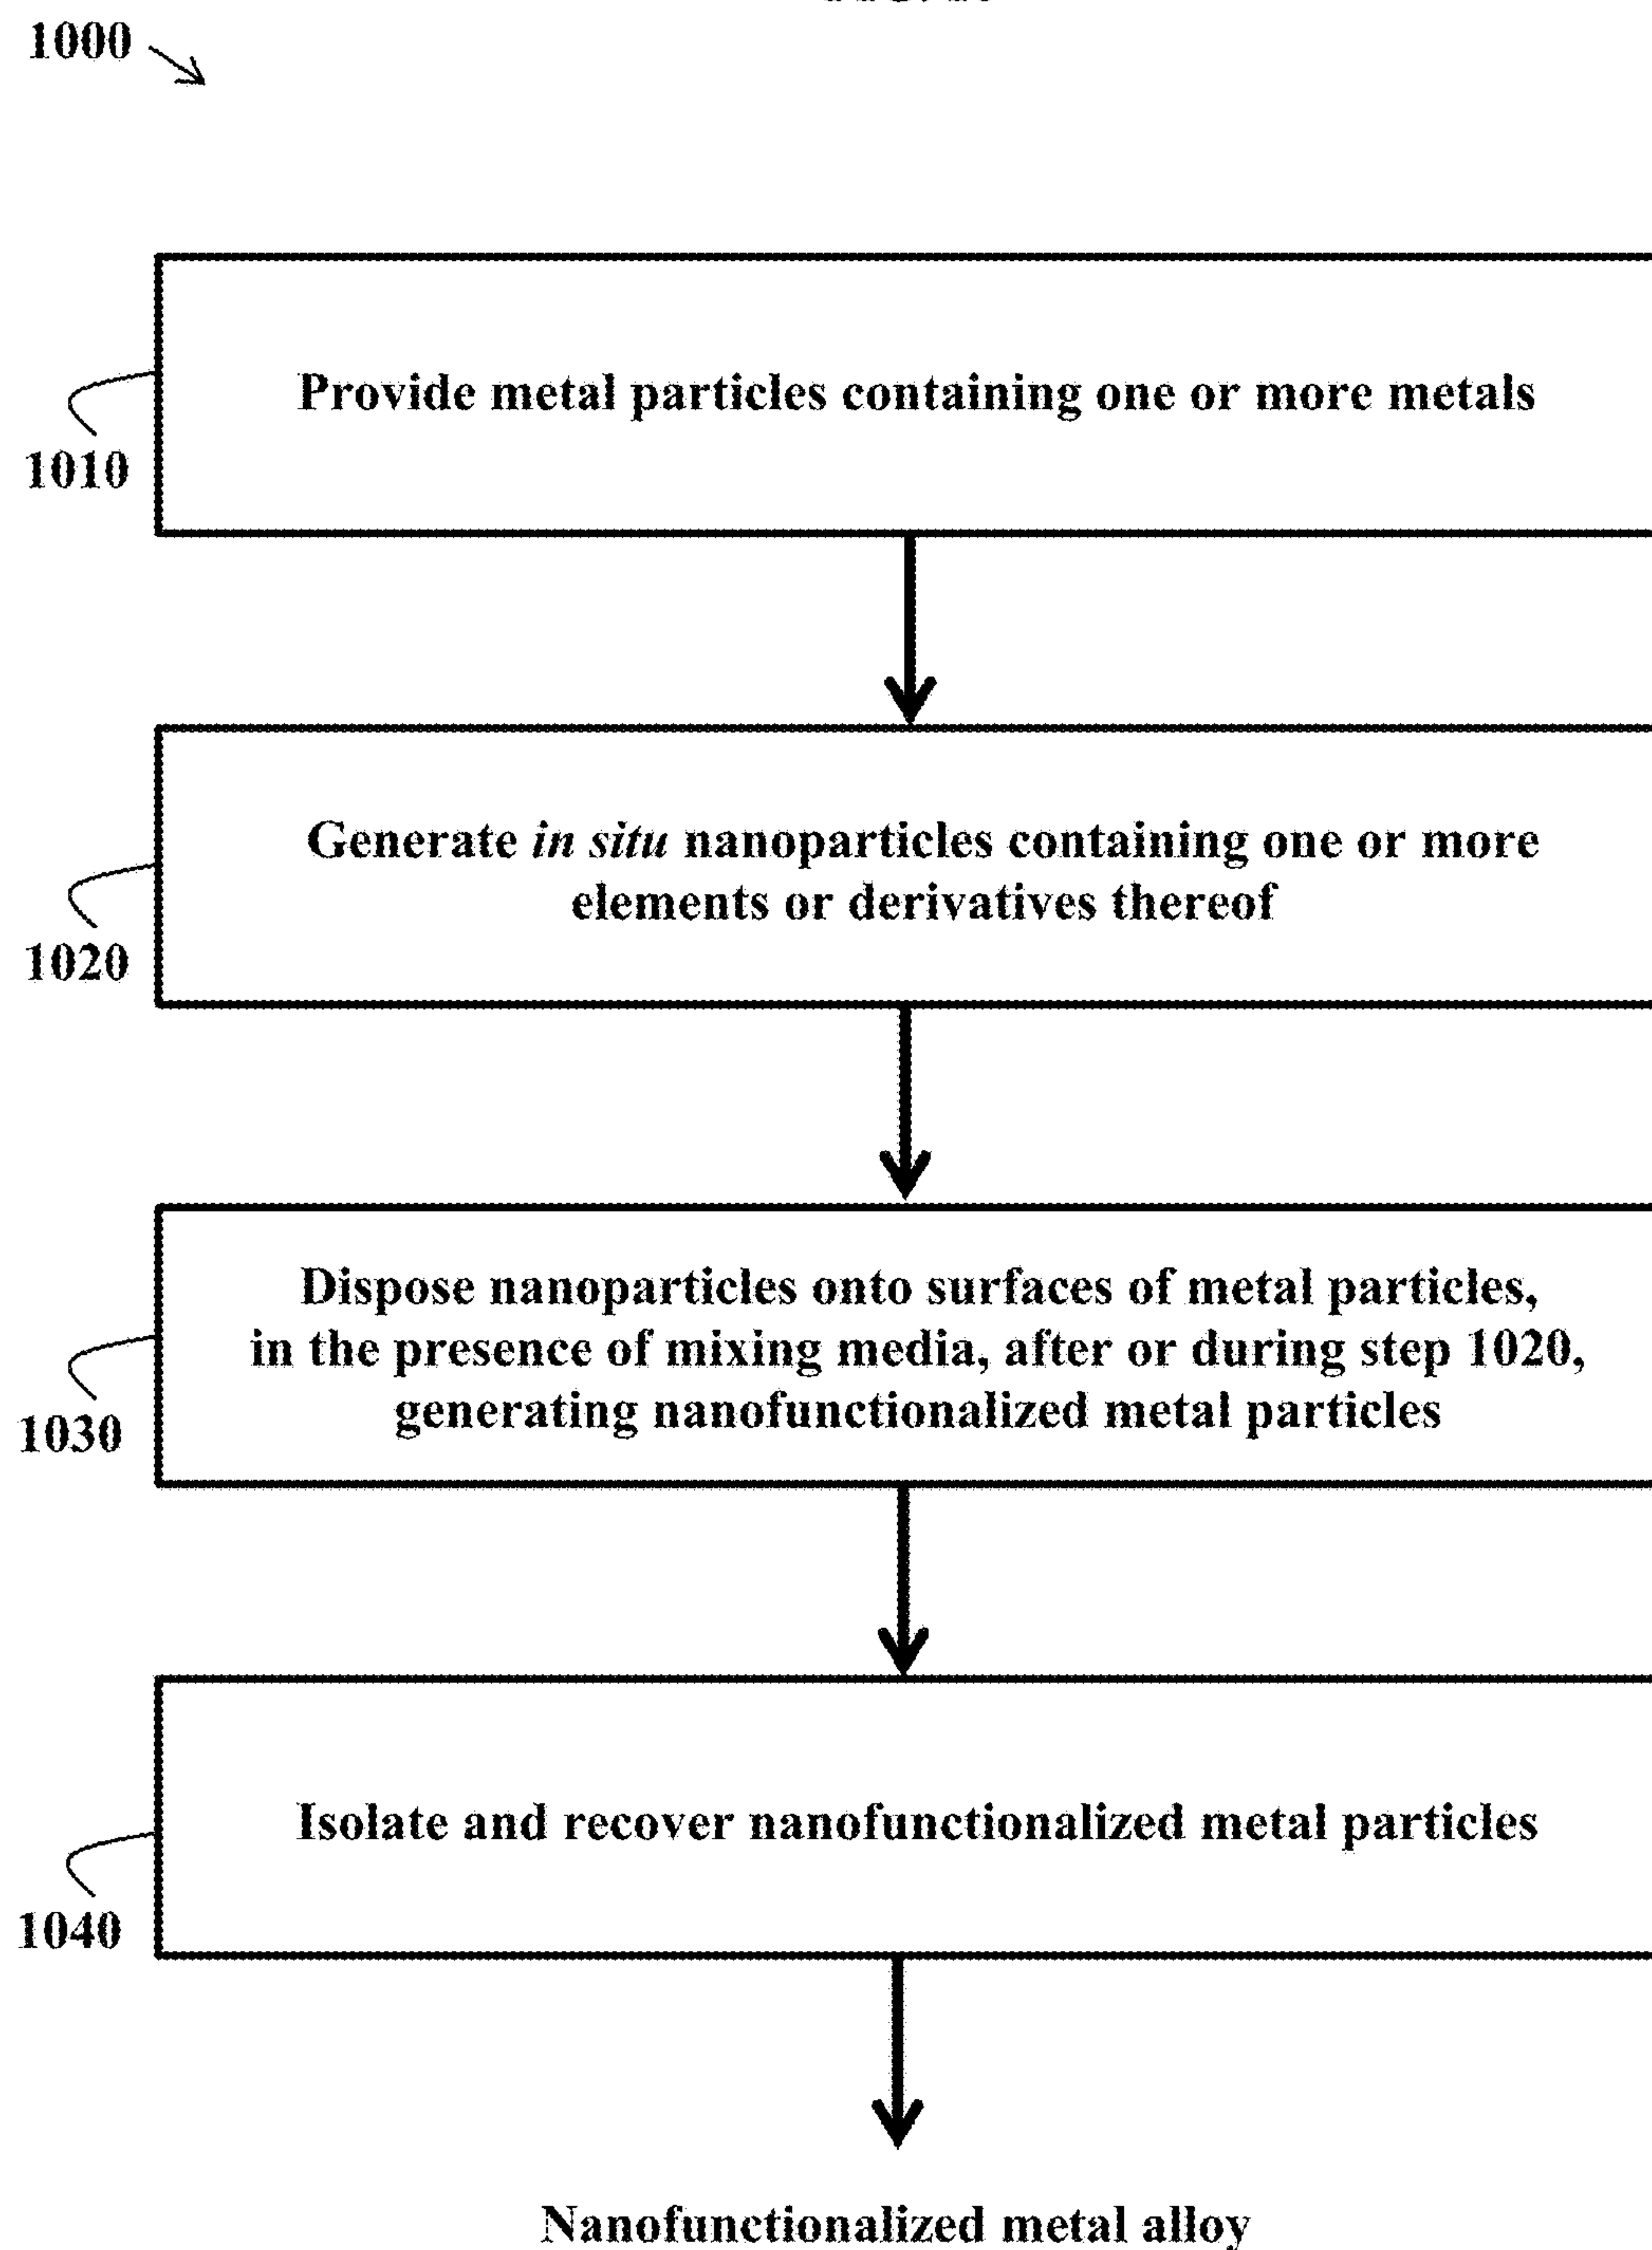 1000
Provide metal particles containing one or more metals
1010
Generate in situ nanoparticles containing one or more
elements or derivatives thereof
1020
Dispose nanoparticles onto surfaces of metal particles,
in the presence of mixing media, after or during step 1020,
generating nanofunctionalized metal particles
1030
Isolate and recover nanofunctionalized metal particles
1040
Nanofunctionalized metal alloy